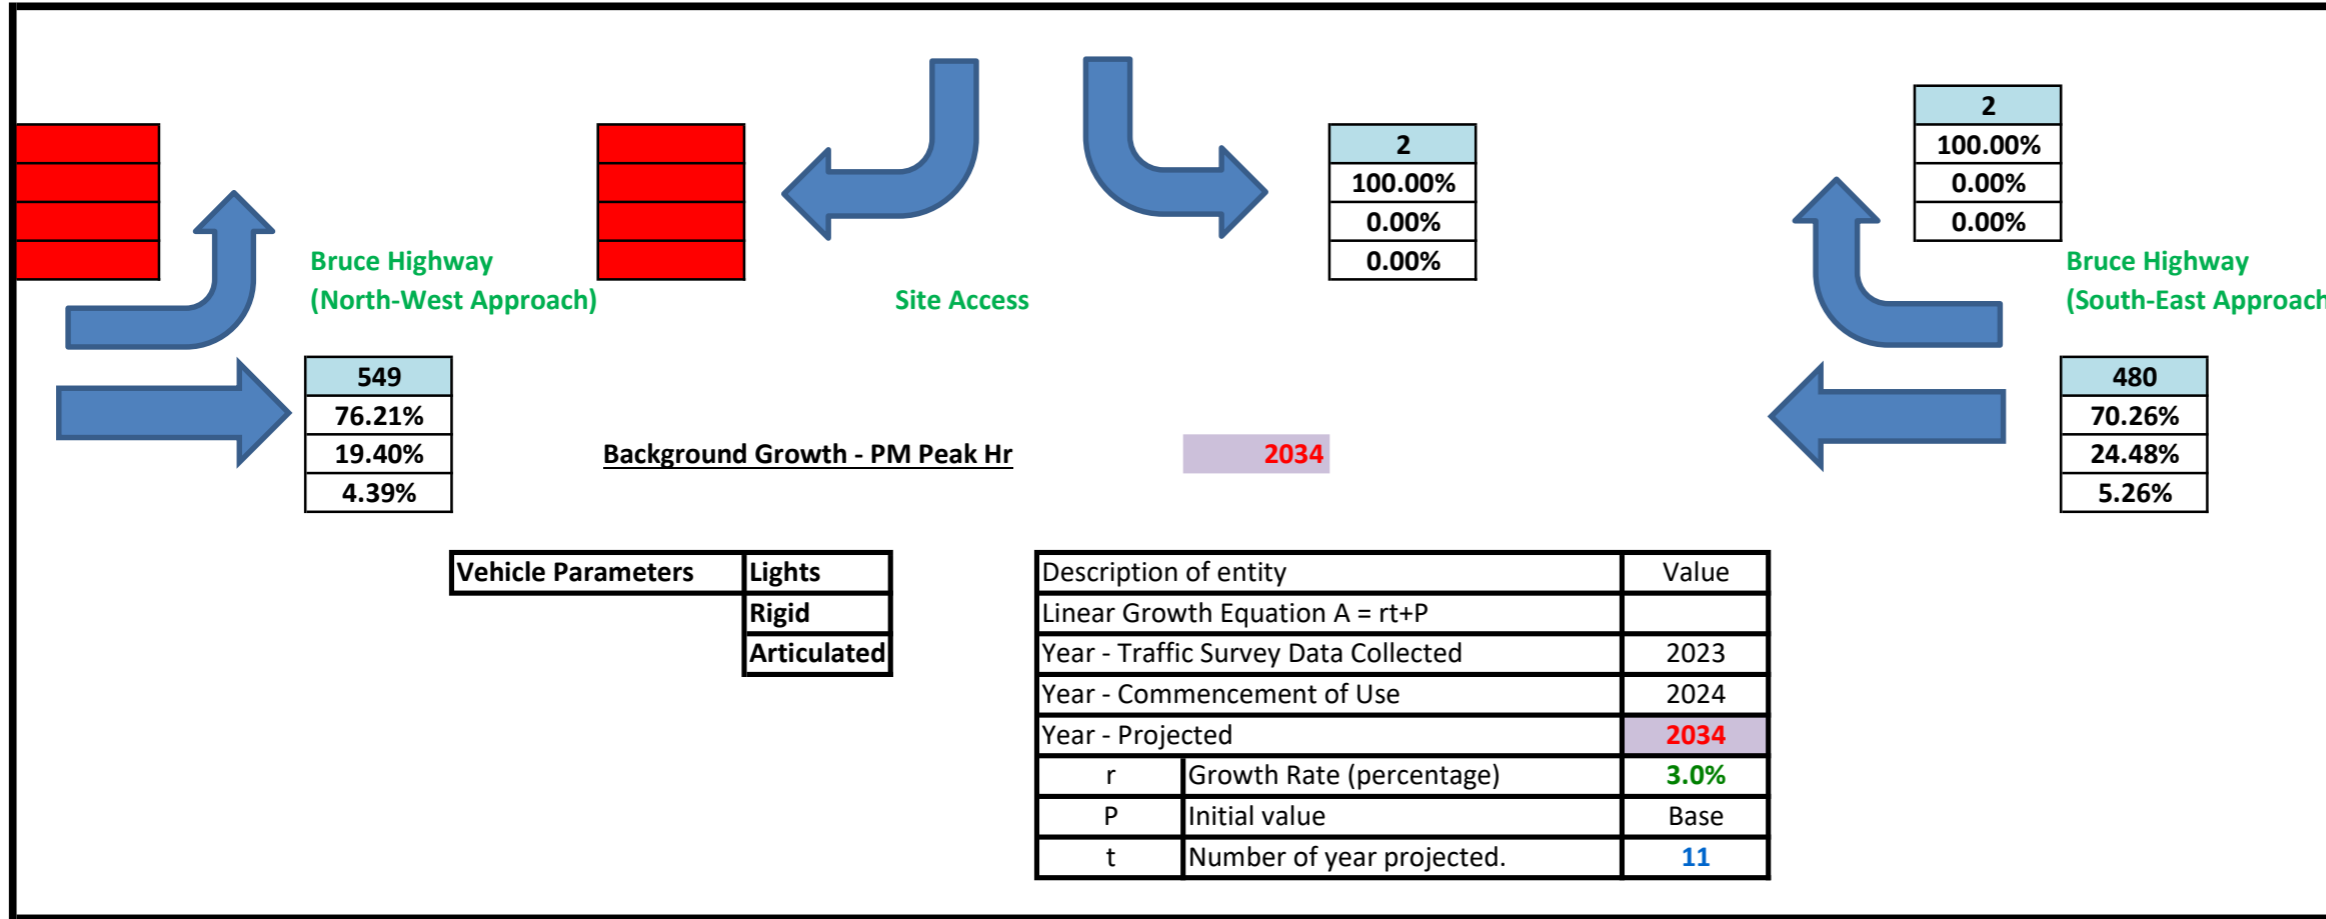 2
100.00%
0.00%
0.00%
2
100.00%
0.00%
0.00%
Bruce Highway
(North-West Approach)
Site Access
Bruce Highway
(South-East Approach
549
76.21%
19.40%
4.39%
480
70.26%
24.48%
5.26%
Background Growth - PM Peak Hr 2034
Vehicle Parameters Lights
Rigid
Articulated
Description of entity Value
Linear Growth Equation A = rt+P
Year - Traffic Survey Data Collected 2023
Year - Commencement of Use 2024
Year - Projected 2034
r Growth Rate (percentage) 3.0%
P Initial value Base
t Number of year projected. 11